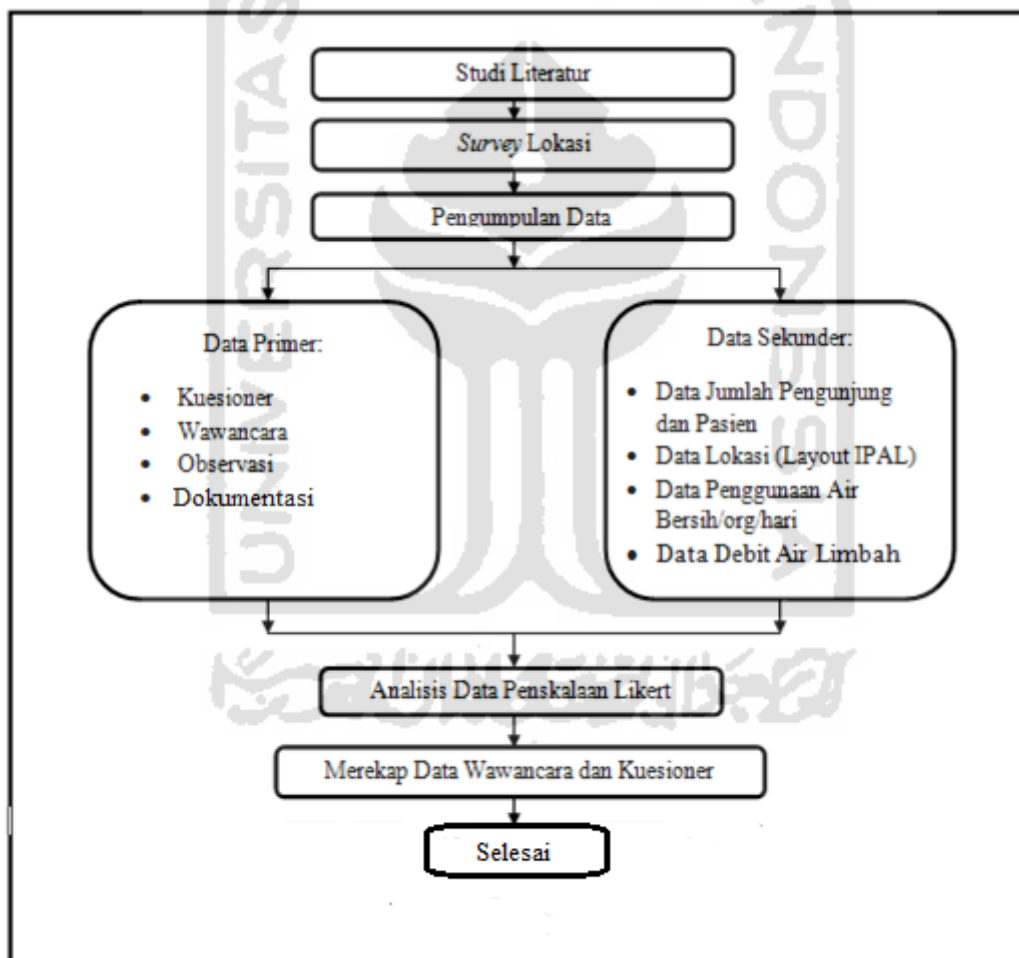 UNIVERSITAS
INDONESIA
Studi Literatur
Survey Lokasi
Pengumpulan Data
Data Primer:
• Kuesioner
• Wawancara
• Observasi
• Dokumentasi
Data Sekunder:
• Data Jumlah Pengunjung
dan Pasien
• Data Lokasi (Layout IPAL)
• Data Penggunaan Air
Bersih/org/hari
• Data Debit Air Limbah
Analisis Data Penskalaan Likert
Merekap Data Wawancara dan Kuesioner
Selesai